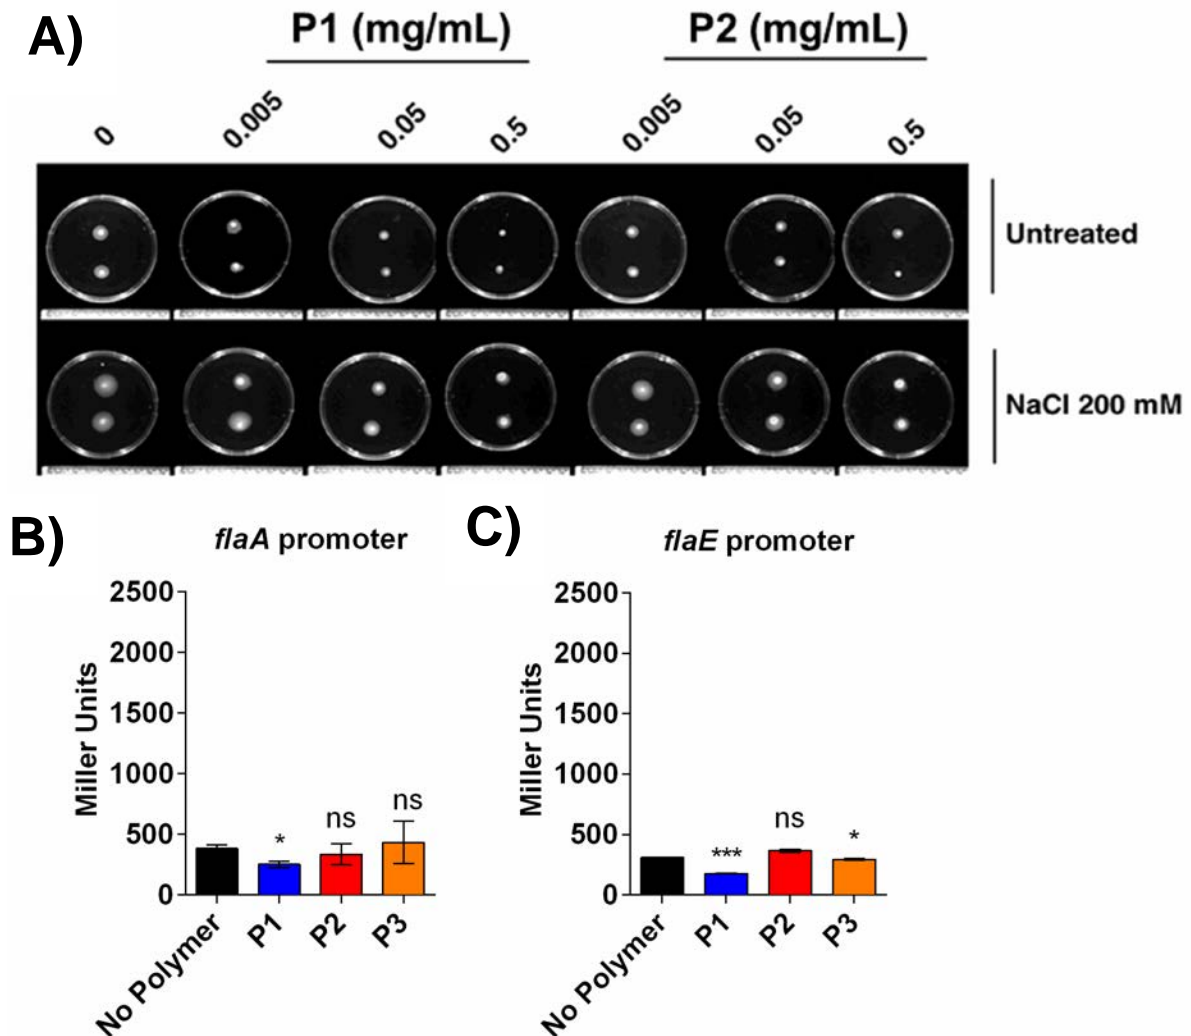 A)
P1 (mg/mL)
P2 (mg/mL)
0
0.005
0.05
0.5
0.005
0.05
0.5
Untreated
NaCl 200 mM
B)
flaA promoter
2500
2000
1500
1000
500
0
Miller Units
*
ns
ns
No Polymer
P1
P2
P3
C)
flaE promoter
2500
2000
1500
1000
500
0
Miller Units
***
ns
*
No Polymer
P1
P2
P3